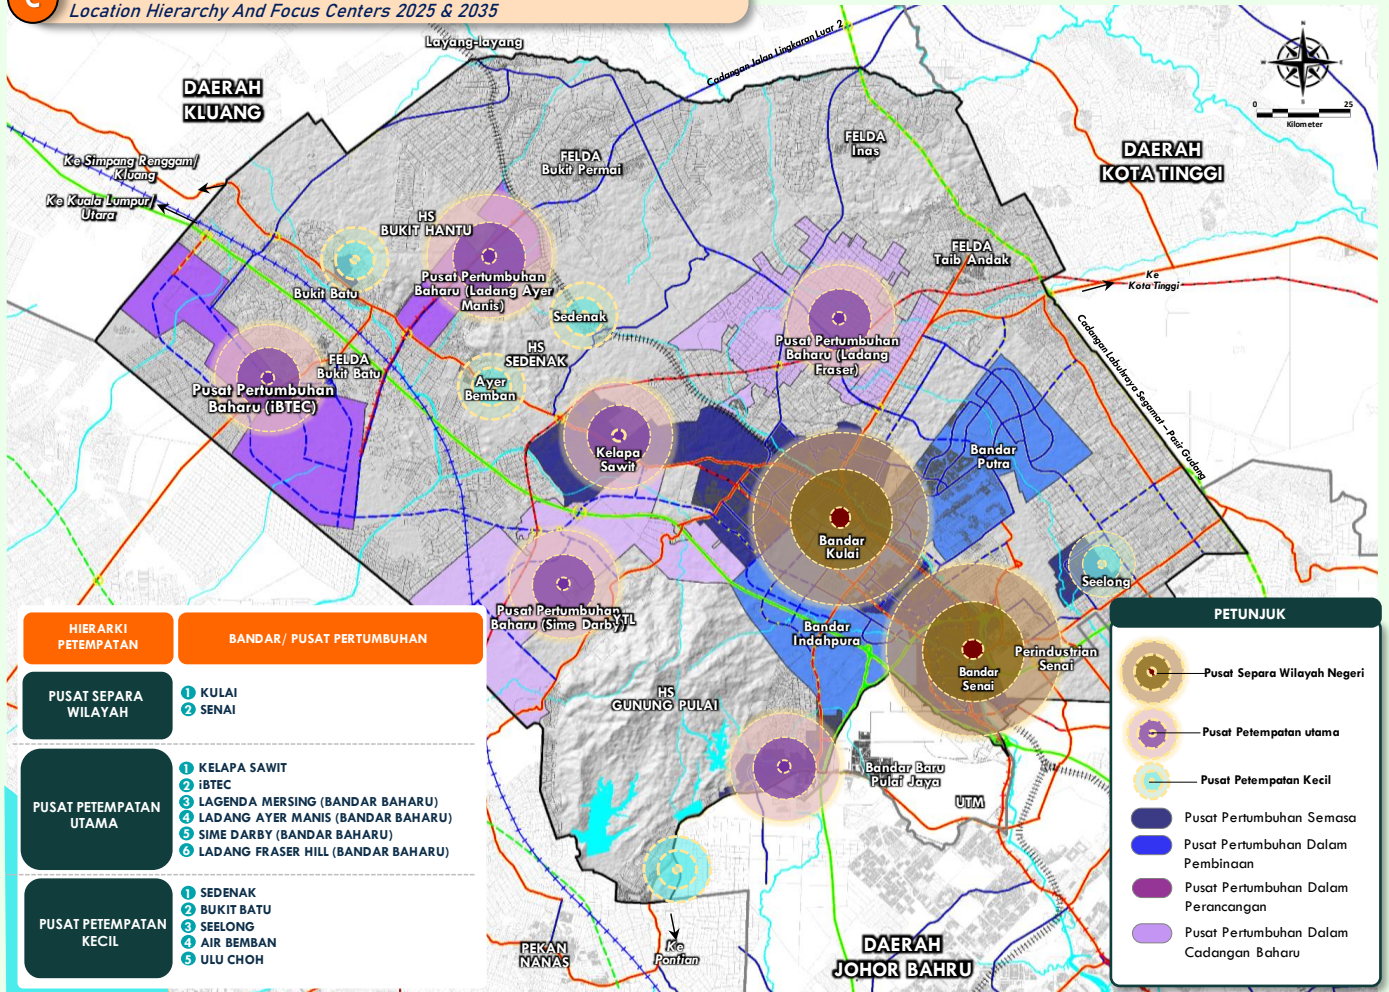 C
Location Hierarchy And Focus Centers 2025 & 2035
Layang-layang
Cadangan Jalan Lingkaran Luar 2
N
W
E
S
0 25
Kilometer
DAERAH
KLUANG
DAERAH
KOTA TINGGI
Ke Simpang Renggam/
Kluang
Ke Kuala Lumpur/
Utara
FELDA
Bukit Permai
FELDA
Inas
HS
BUKIT HANTU
FELDA
Taib Andak
Ke
Kota Tinggi
Bukit Batu
Pusat Pertumbuhan
Baharu (Ladang Ayer
Manis)
Sedenak
Cadangan Lebuhraya Segamat – Pasir Gudang
HS
SEDENAK
Pusat Pertumbuhan
Baharu (Ladang
Fraser)
FELDA
Bukit Batu
Pusat Pertumbuhan
Baharu (iBTEC)
Ayer
Bemban
Kelapa
Sawit
Bandar
Putra
Bandar
Kulai
Seelong
Pusat Pertumbuhan
Baharu (Sime Darby)
YTL
Bandar
Indahpura
Perindustrian
Senai
Bandar
Senai
HS
GUNUNG PULAI
Bandar Baru
Pulai Jaya
UTM
PEKAN
NANAS
Ke
Pontian
DAERAH
JOHOR BAHRU
HIERARKI
PETEMPATAN
BANDAR/ PUSAT PERTUMBUHAN
PUSAT SEPARA
WILAYAH
1 KULAI
2 SENAI
PUSAT PETEMPATAN
UTAMA
1 KELAPA SAWIT
2 iBTEC
3 LAGENDA MERSING (BANDAR BAHARU)
4 LADANG AYER MANIS (BANDAR BAHARU)
5 SIME DARBY (BANDAR BAHARU)
6 LADANG FRASER HILL (BANDAR BAHARU)
PUSAT PETEMPATAN
KECIL
1 SEDENAK
2 BUKIT BATU
3 SEELONG
4 AIR BEMBAN
5 ULU CHOH
PETUNJUK
Pusat Separa Wilayah Negeri
Pusat Petempatan utama
Pusat Petempatan Kecil
Pusat Pertumbuhan Semasa
Pusat Pertumbuhan Dalam
Pembinaan
Pusat Pertumbuhan Dalam
Perancangan
Pusat Pertumbuhan Dalam
Cadangan Baharu